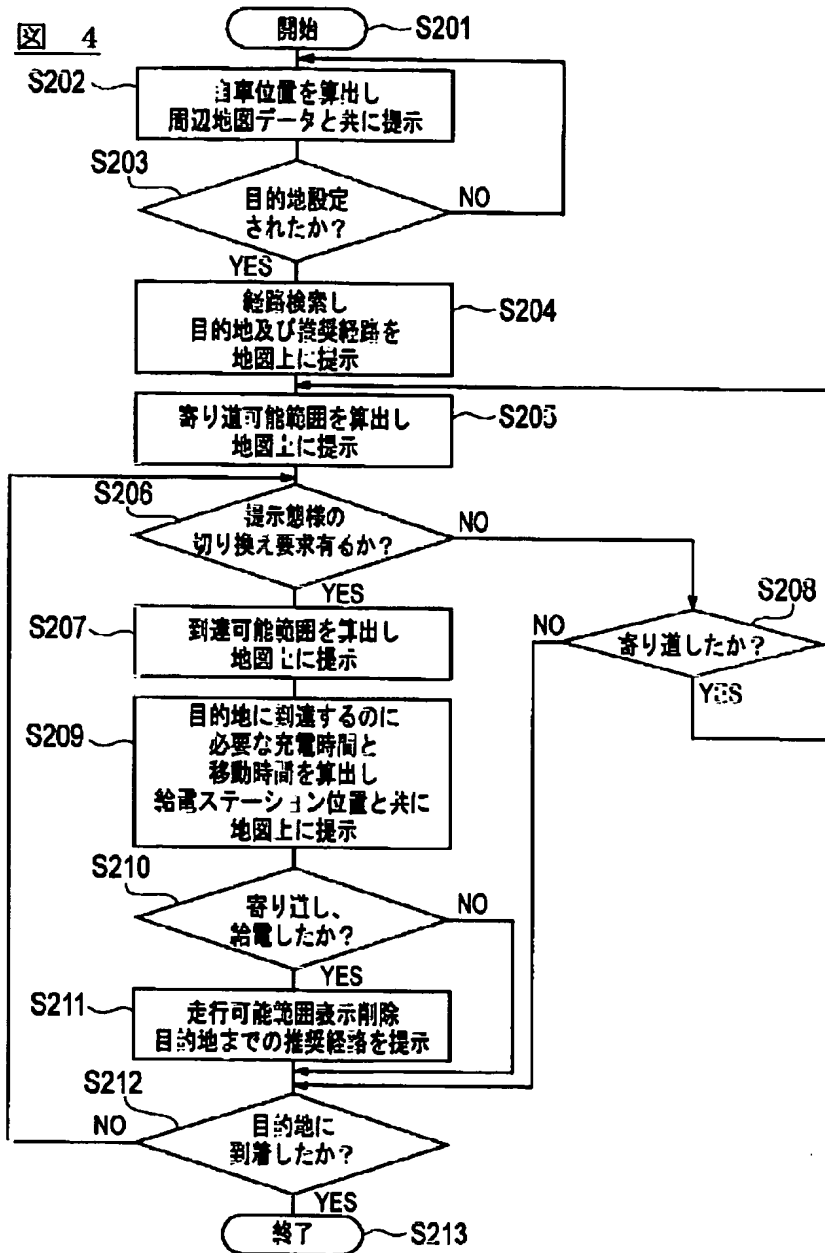 図 4
開始
S201
S202
自車位置を算出し
周辺地図データと共に提示
S203
目的地設定
されたか?
NO
YES
経路検索し
目的地及び推奨経路を
地図上に提示
S204
寄り道可能範囲を算出し
地図上に提示
S205
S206
提示態様の
切り換え要求有るか?
NO
YES
S207
到達可能範囲を算出し
地図上に提示
S208
寄り道したか?
NO
YES
S209
目的地に到達するのに
必要な充電時間と
移動時間を算出し
給電ステーション位置と共に
地図上に提示
S210
寄り道し、
給電したか?
NO
YES
S211
走行可能範囲表示削除
目的地までの推奨経路を提示
S212
目的地に
到着したか?
NO
YES
終了
S213